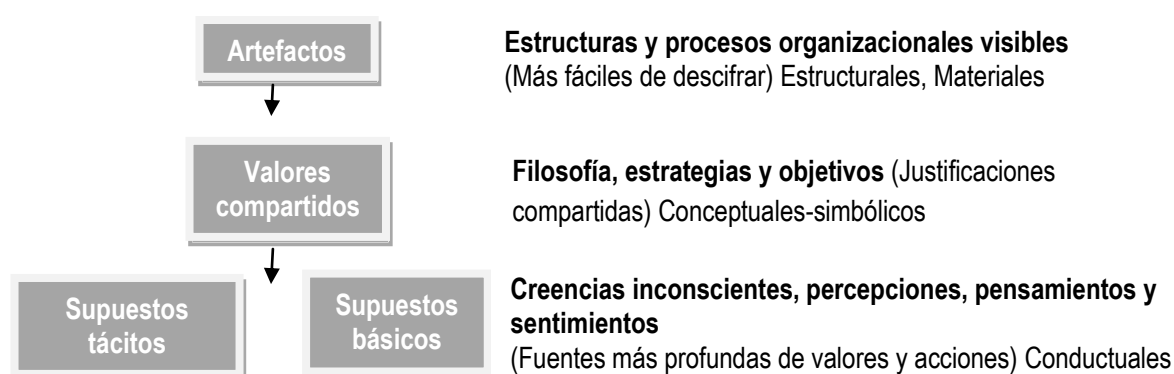 Artefactos
Estructuras y procesos organizacionales visibles
(Más fáciles de descifrar) Estructurales, Materiales
Valores
compartidos
Filosofía, estrategias y objetivos (Justificaciones
compartidas) Conceptuales-simbólicos
Supuestos
tácitos
Supuestos
básicos
Creencias inconscientes, percepciones, pensamientos y
sentimientos
(Fuentes más profundas de valores y acciones) Conductuales